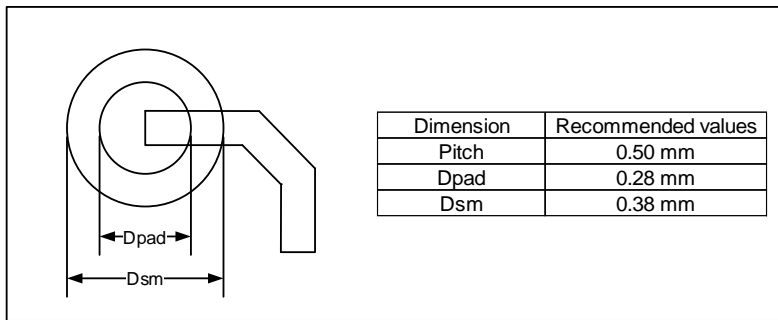 Dpad
Dsm
Dimension Recommended values
Pitch 0.50 mm
Dpad 0.28 mm
Dsm 0.38 mm